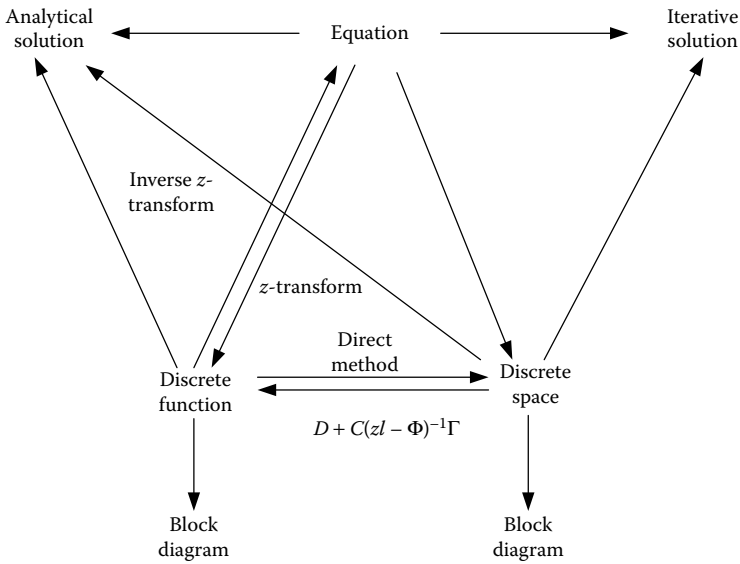 Analytical
solution
Equation
Iterative
solution
Inverse z-
transform
z-transform
Direct
method
Discrete
function
Discrete
space
D + C(zl – Φ)⁻¹Γ
Block
diagram
Block
diagram